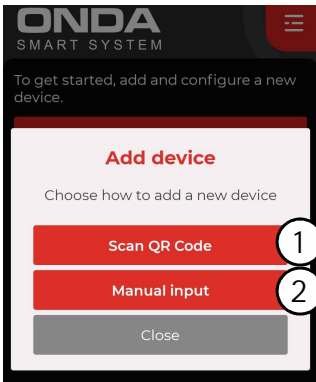 ONDA
SMART SYSTEM
To get started, add and configure a new
device.
Add device
Choose how to add a new device
Scan QR Code
1
Manual input
2
Close